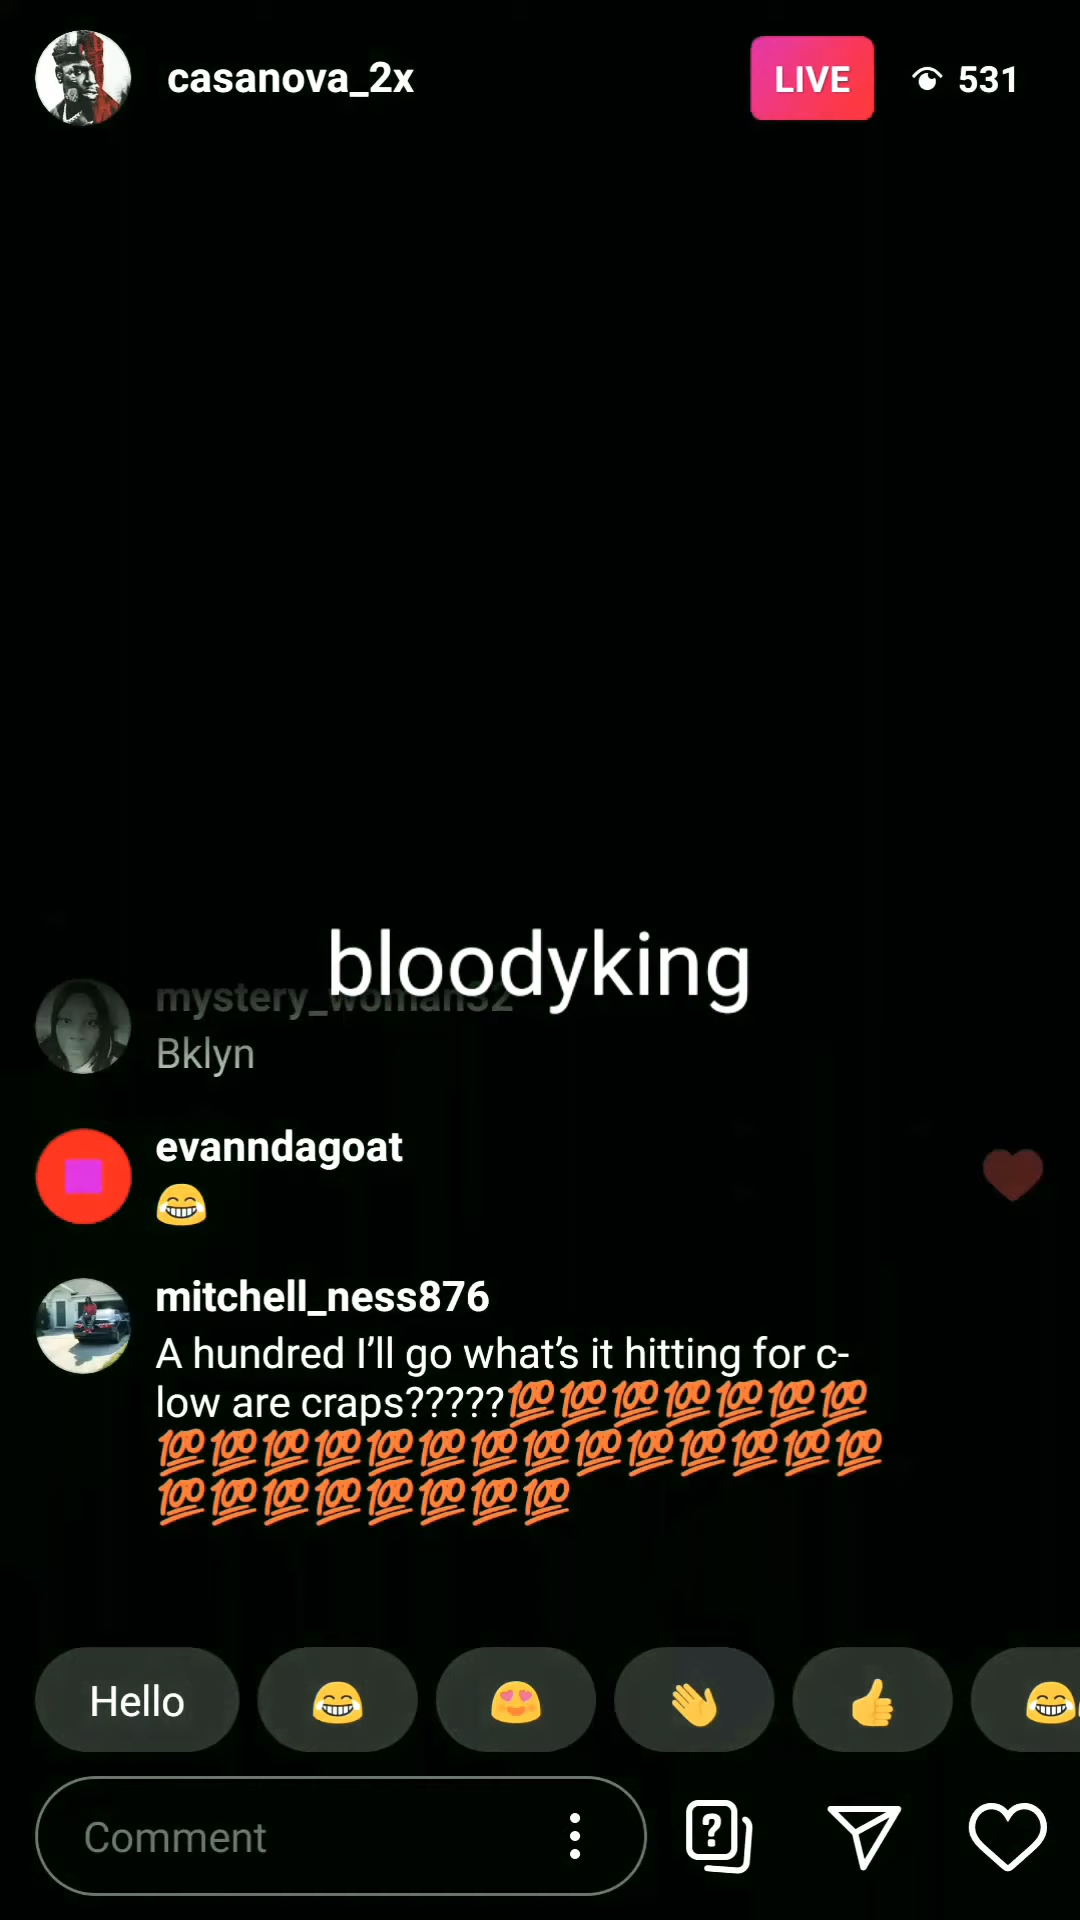 casanova_2x
LIVE
531
bloodyking
mystery_woman32
Bklyn
evanndagoat
😂
mitchell_ness876
A hundred I’ll go what’s it hitting for c-
low are craps?????💯💯💯💯💯💯💯
💯💯💯💯💯💯💯💯💯💯💯💯💯💯
💯💯💯💯💯💯💯💯
Hello 😂 😍 👋 👍 😂
Comment